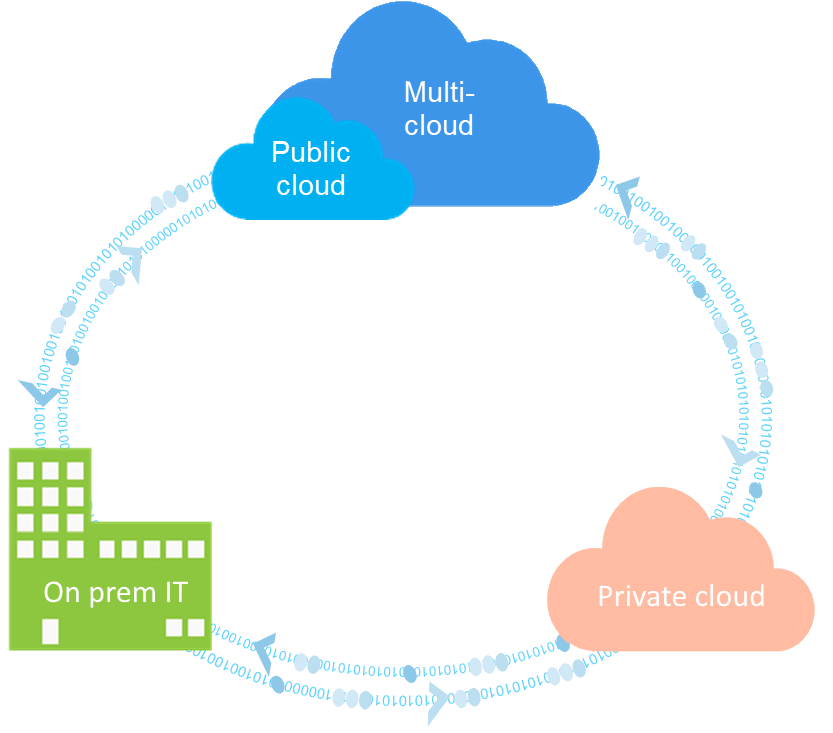 Multi-
cloud
Public
cloud
On prem IT
Private cloud